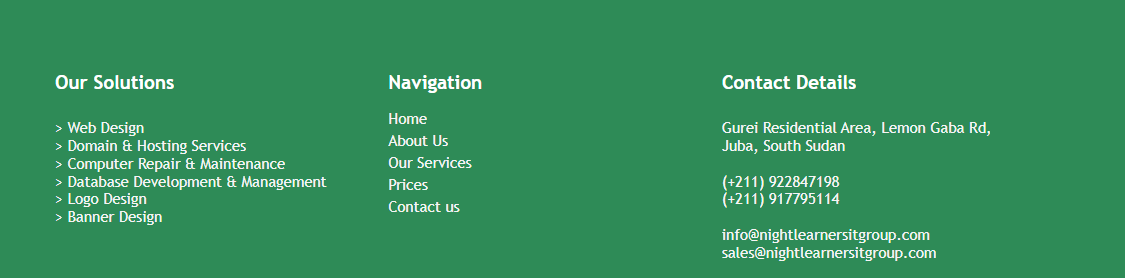 Our Solutions
> Web Design
> Domain & Hosting Services
> Computer Repair & Maintenance
> Database Development & Management
> Logo Design
> Banner Design
Navigation
Home
About Us
Our Services
Prices
Contact us
Contact Details
Gurei Residential Area, Lemon Gaba Rd,
Juba, South Sudan
(+211) 922847198
(+211) 917795114
info@nightlearnersitgroup.com
sales@nightlearnersitgroup.com